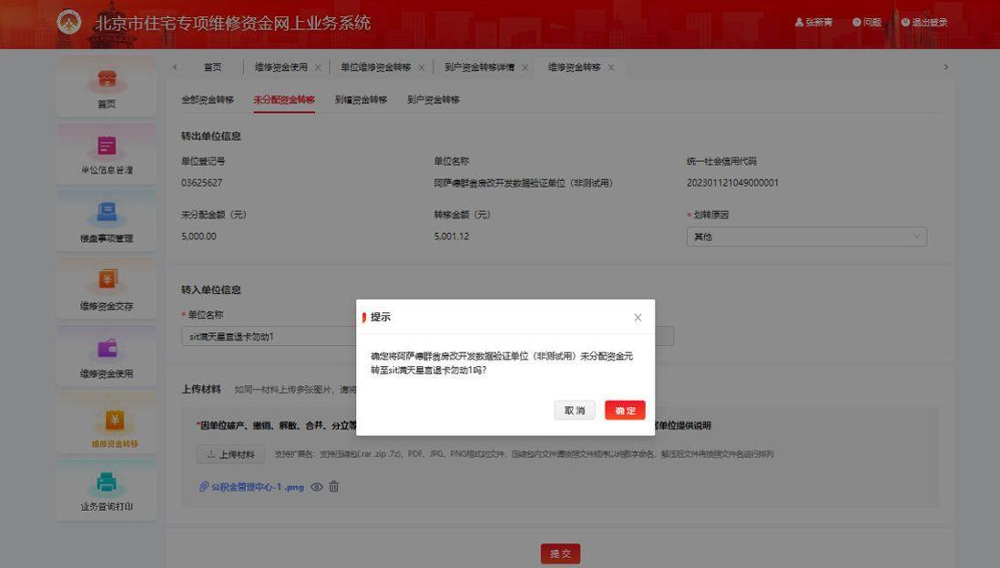 北京市住宅专项维修资金网上业务系统
张新青 问题 退出登录
首页 维修资金使用 单位维修资金转移 到户资金转移详情 维修资金转移
首页
单位信息管理
楼盘事项管理
维修资金交存
维修资金使用
维修资金转移
业务查询打印
全部资金转移 未分配资金转移 到幢资金转移 到户资金转移
转出单位信息
单位登记号 单位名称 统一社会信用代码
03625627 阿萨德群翁房改开发数据验证单位（非测试用） 202301121049000001
未分配金额（元） 转移金额（元） *划转原因
5,000.00 5,001.12 其他
转入单位信息
*单位名称
sit满天星宫退卡勿动1
提示
确定将阿萨德群翁房改开发数据验证单位（非测试用）未分配资金元
转至sit满天星宫退卡勿动1吗?
取消 确定
上传材料 如同一材料上传多张图片，请将
*因单位破产、撤销、解散、合并、分立等 单位提供说明
上传材料 支持扩展名：支持压缩包(.rar .zip .7z)、PDF、JPG、PNG格式的文件、压缩包内文件请按照文件顺序以数字命名，解压后文件将按照文件名进行排列
公积金管理中心-1 .png
提交